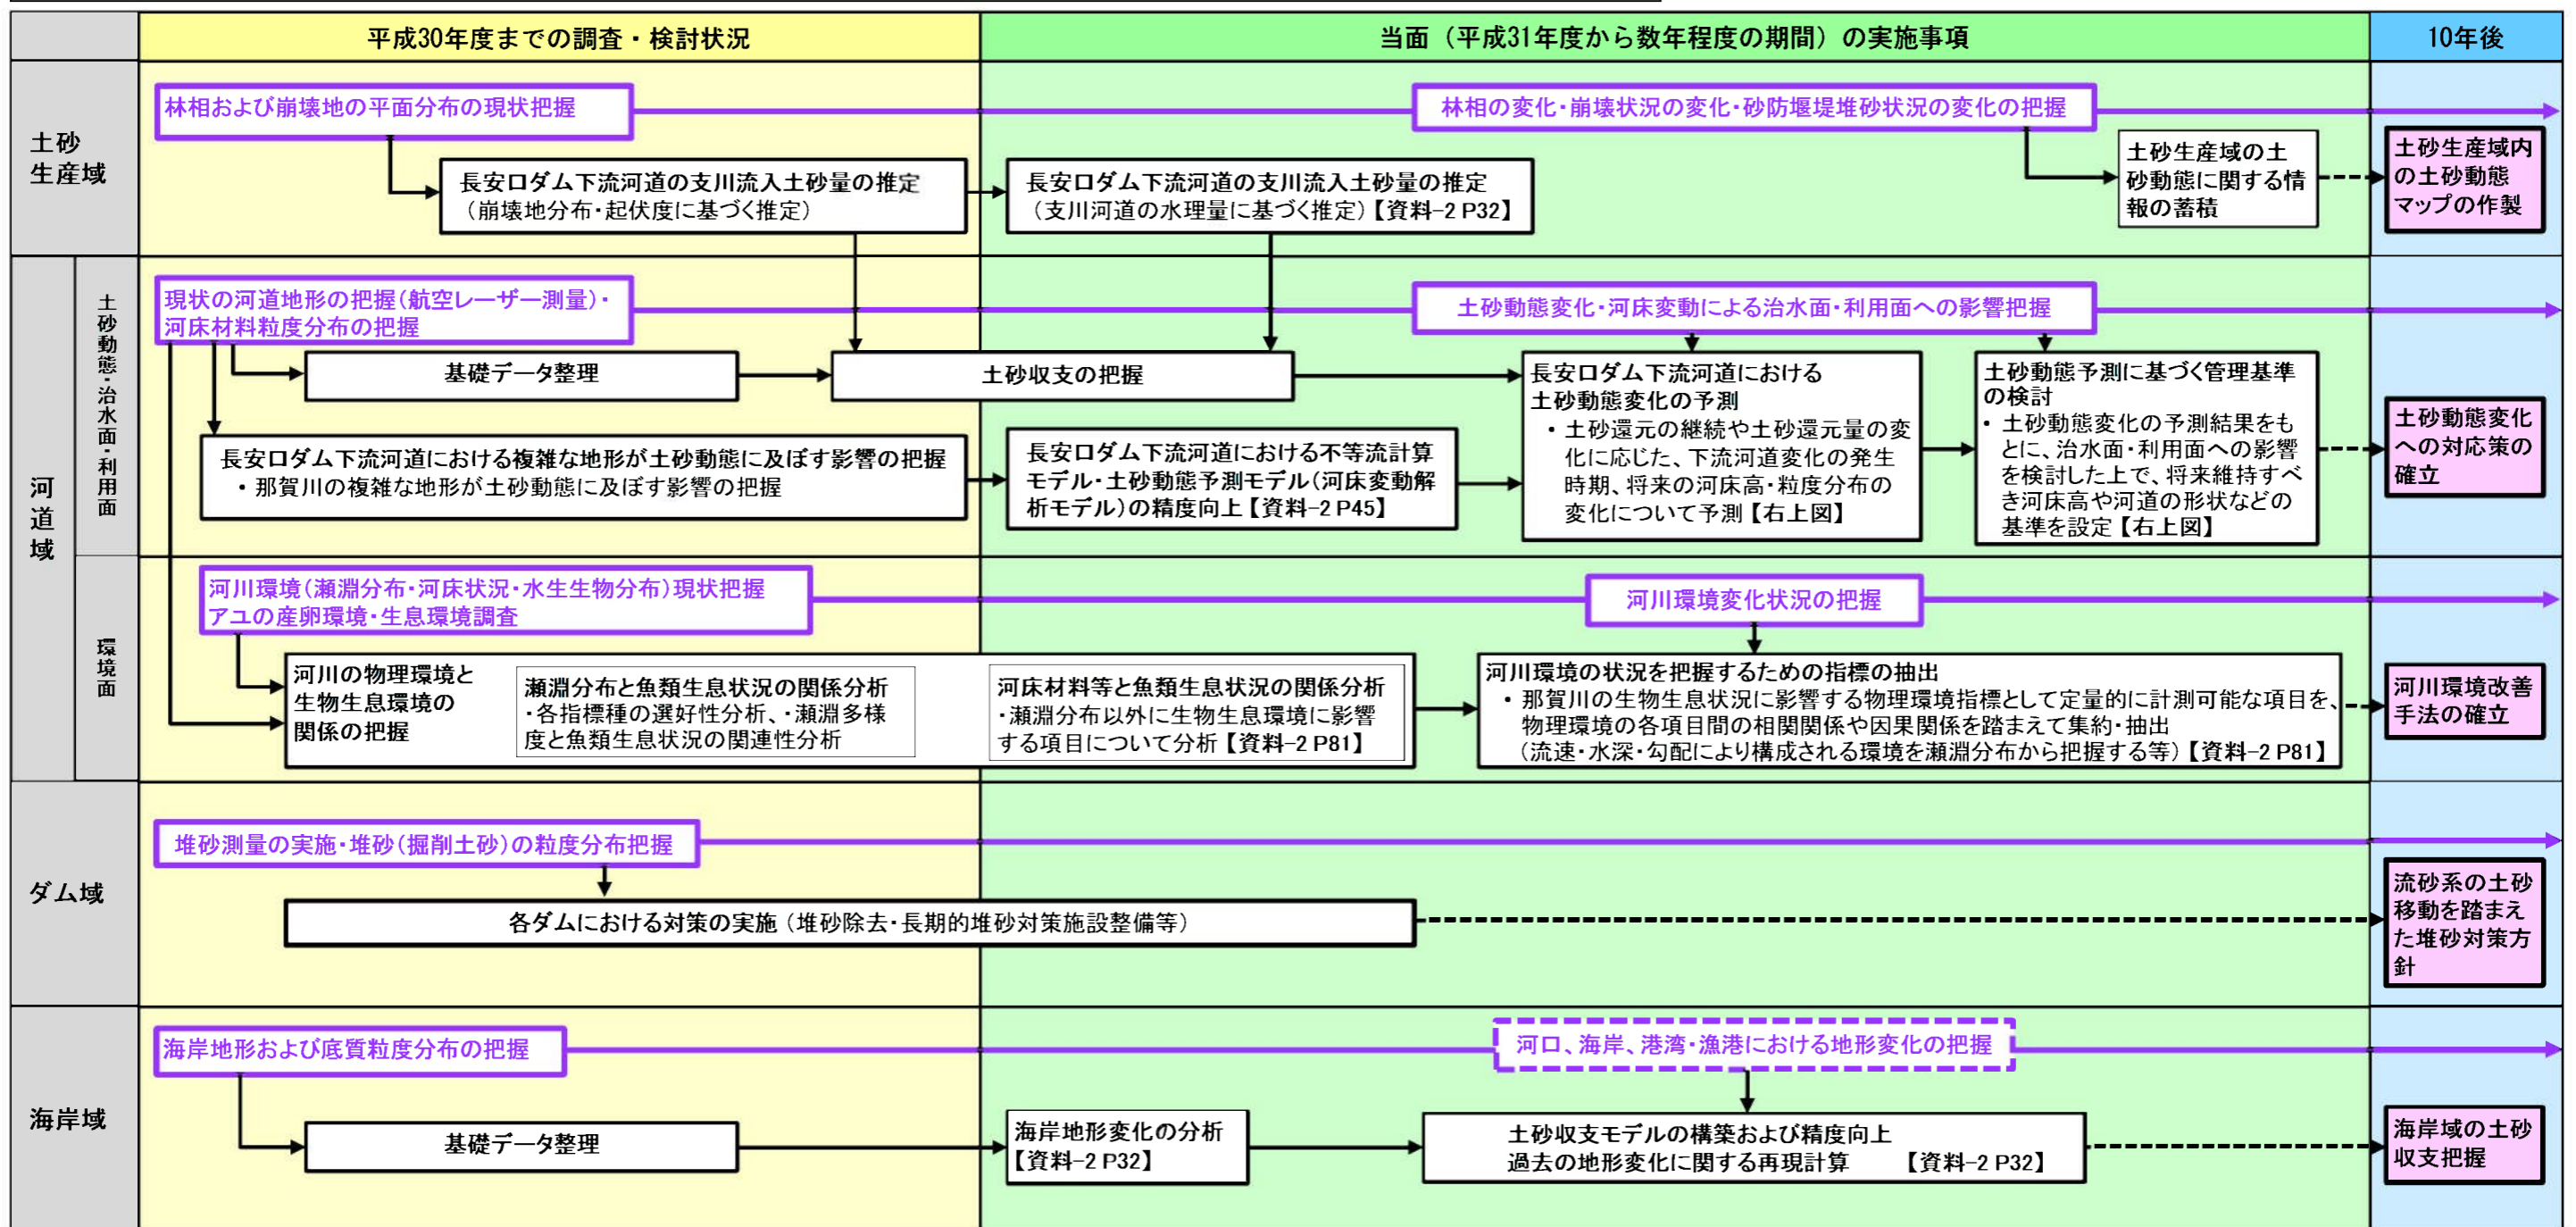 平成30年度までの調査・検討状況
当面（平成31年度から数年程度の期間）の実施事項
10年後
土砂
生産域
林相および崩壊地の平面分布の現状把握
林相の変化・崩壊状況の変化・砂防堰堤堆砂状況の変化の把握
長安口ダム下流河道の支川流入土砂量の推定
（崩壊地分布・起伏度に基づく推定）
長安口ダム下流河道の支川流入土砂量の推定
（支川河道の水理量に基づく推定）【資料−2 P32】
土砂生産域の土
砂動態に関する情
報の蓄積
土砂生産域内
の土砂動態
マップの作製
河道域
土砂動態・治水面・利用面
現状の河道地形の把握（航空レーザー測量）・
河床材料粒度分布の把握
土砂動態変化・河床変動による治水面・利用面への影響把握
基礎データ整理
土砂収支の把握
長安口ダム下流河道における複雑な地形が土砂動態に及ぼす影響の把握
・那賀川の複雑な地形が土砂動態に及ぼす影響の把握
長安口ダム下流河道における不等流計算
モデル・土砂動態予測モデル（河床変動解
析モデル）の精度向上【資料−2 P45】
長安口ダム下流河道における
土砂動態変化の予測
・土砂還元の継続や土砂還元量の変
化に応じた、下流河道変化の発生
時期、将来の河床高・粒度分布の
変化について予測【右上図】
土砂動態予測に基づく管理基準
の検討
・土砂動態変化の予測結果をも
とに、治水面・利用面への影響
を検討した上で、将来維持すべ
き河床高や河道の形状などの
基準を設定【右上図】
土砂動態変化
への対応策の
確立
環境面
河川環境（瀬淵分布・河床状況・水生生物分布）現状把握
アユの産卵環境・生息環境調査
河川環境変化状況の把握
河川の物理環境と
生物生息環境の
関係の把握
瀬淵分布と魚類生息状況の関係分析
・各指標種の選好性分析、・瀬淵多様
度と魚類生息状況の関連性分析
河床材料等と魚類生息状況の関係分析
・瀬淵分布以外に生物生息環境に影響
する項目について分析【資料−2 P81】
河川環境の状況を把握するための指標の抽出
・那賀川の生物生息状況に影響する物理環境指標として定量的に計測可能な項目を、
物理環境の各項目間の相関関係や因果関係を踏まえて集約・抽出
（流速・水深・勾配により構成される環境を瀬淵分布から把握する等）【資料−2 P81】
河川環境改善
手法の確立
ダム域
堆砂測量の実施・堆砂（掘削土砂）の粒度分布把握
各ダムにおける対策の実施（堆砂除去・長期的堆砂対策施設整備等）
流砂系の土砂
移動を踏まえ
た堆砂対策方
針
海岸域
海岸地形および底質粒度分布の把握
河口、海岸、港湾・漁港における地形変化の把握
基礎データ整理
海岸地形変化の分析
【資料−2 P32】
土砂収支モデルの構築および精度向上
過去の地形変化に関する再現計算　【資料−2 P32】
海岸域の土砂
収支把握